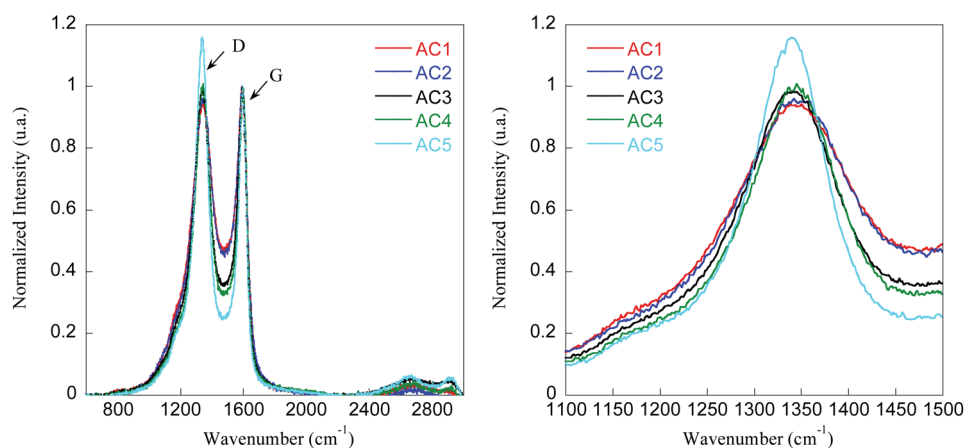 1.2
1
0.8
0.6
0.4
0.2
0
Normalized Intensity (u.a.)
D
G
AC1
AC2
AC3
AC4
AC5
800 1200 1600 2000 2400 2800
Wavenumber (cm-1)
1.2
1
0.8
0.6
0.4
0.2
0
Normalized Intensity (u.a.)
AC1
AC2
AC3
AC4
AC5
1100 1150 1200 1250 1300 1350 1400 1450 1500
Wavenumber (cm-1)